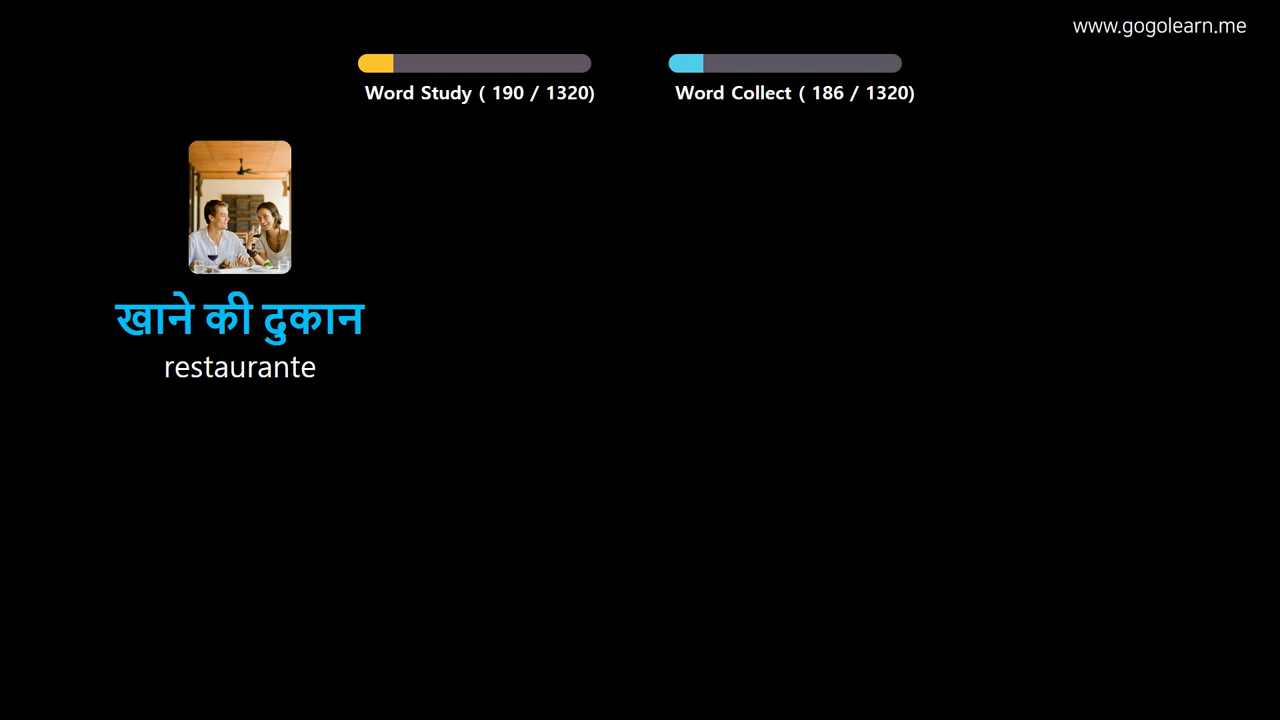 www.gogolearn.me
Word Study ( 190 / 1320)
Word Collect ( 186 / 1320)
खाने की दुकान
restaurante